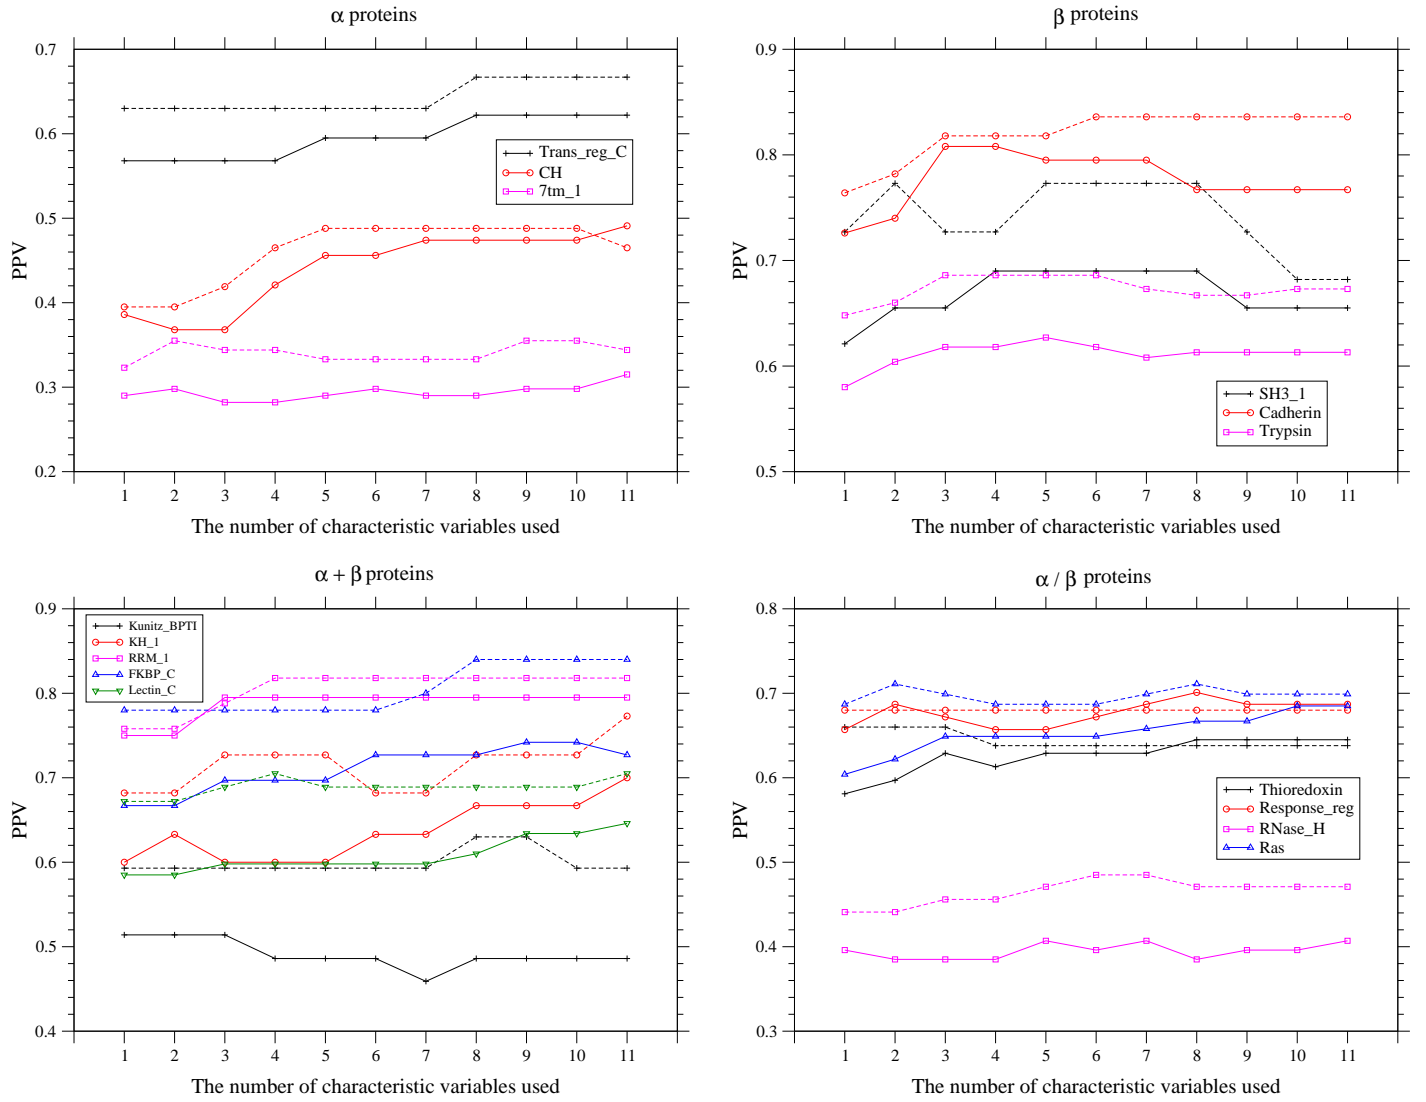 α proteins
PPV
0.7
0.6
0.5
0.4
0.3
0.2
Trans_reg_C
CH
7tm_1
1 2 3 4 5 6 7 8 9 10 11
The number of characteristic variables used
β proteins
PPV
0.9
0.8
0.7
0.6
0.5
SH3_1
Cadherin
Trypsin
1 2 3 4 5 6 7 8 9 10 11
The number of characteristic variables used
α + β proteins
PPV
0.9
0.8
0.7
0.6
0.5
0.4
Kunitz_BPTI
KH_1
RRM_1
FKBP_C
Lectin_C
1 2 3 4 5 6 7 8 9 10 11
The number of characteristic variables used
α / β proteins
PPV
0.8
0.7
0.6
0.5
0.4
0.3
Thioredoxin
Response_reg
RNase_H
Ras
1 2 3 4 5 6 7 8 9 10 11
The number of characteristic variables used